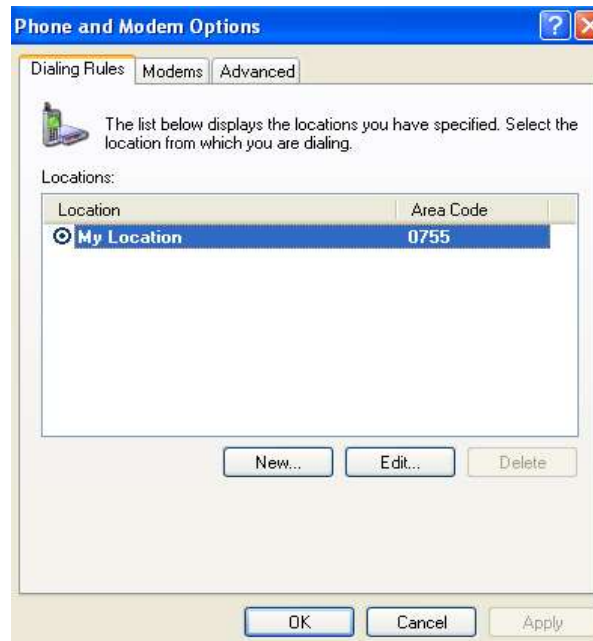 Phone and Modem Options
Dialing Rules Modems Advanced
The list below displays the locations you have specified. Select the
location from which you are dialing.
Locations:
Location Area Code
My Location 0755
New... Edit... Delete
OK Cancel Apply